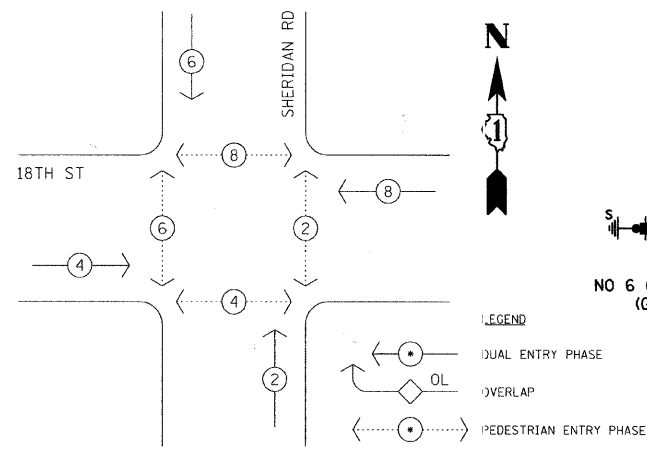 SHERIDAN RD
N
6
8
1
18TH ST
8
6
2
S
4
4
NO 6
(G
LEGEND
2
* DUAL ENTRY PHASE
OL
OVERLAP
* PEDESTRIAN ENTRY PHASE